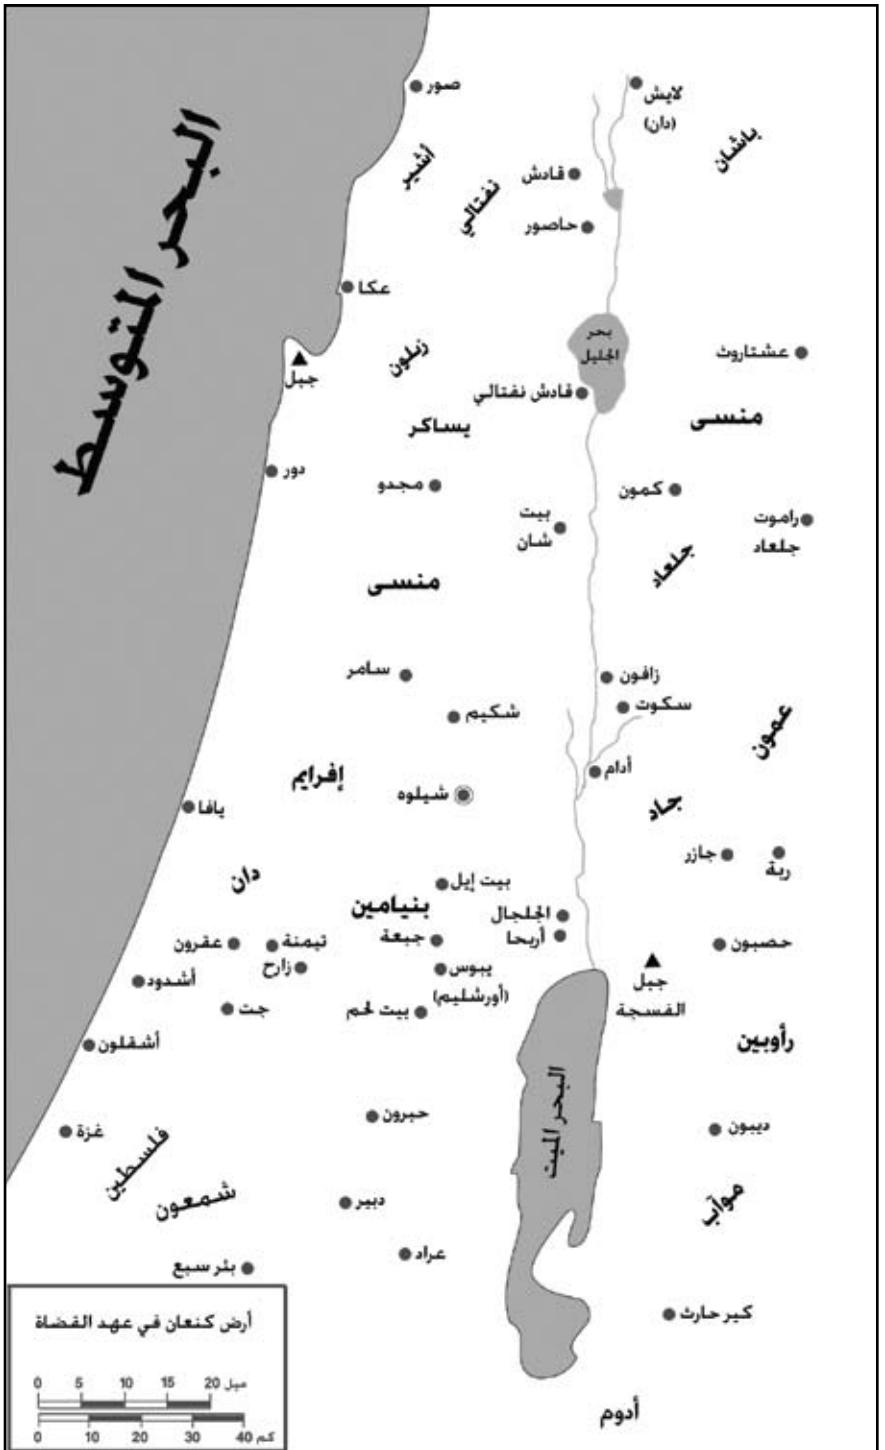 البحر المتوسط
صور
لايش
(دان)
باشان
أشير
نفتالي
قادش
حاصور
عكا
بحر
الجليل
عشتاروث
زبلون
جبل
قادش نفتالي
منسى
يساكر
دور
مجدو
كمون
بيت
شان
راموت
جلعاد
جلعاد
منسى
سامر
زافون
شكيم
سكوت
عمون
أدام
إفرايم
شيلوه
يافا
جاد
جازر
ربة
دان
بيت إيل
بنيامين
الجلجال
أريحا
جبعة
تيمنة
عقرون
حصبون
زارح
يبوس
(أورشليم)
جبل
الفسجة
أشدود
جت
بيت لحم
رأوبين
أشقلون
البحر الميت
حبرون
ديبون
غزة
فلسطين
شمعون
دبير
موآب
عراد
بئر سبع
كير حارث
أدوم
أرض كنعان في عهد القضاة
0 5 10 15 20 ميل
0 10 20 30 40 كم